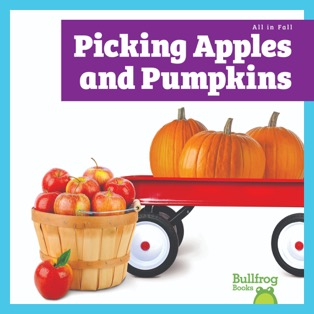 All in Fall
Picking Apples
and Pumpkins
Bullfrog
Books